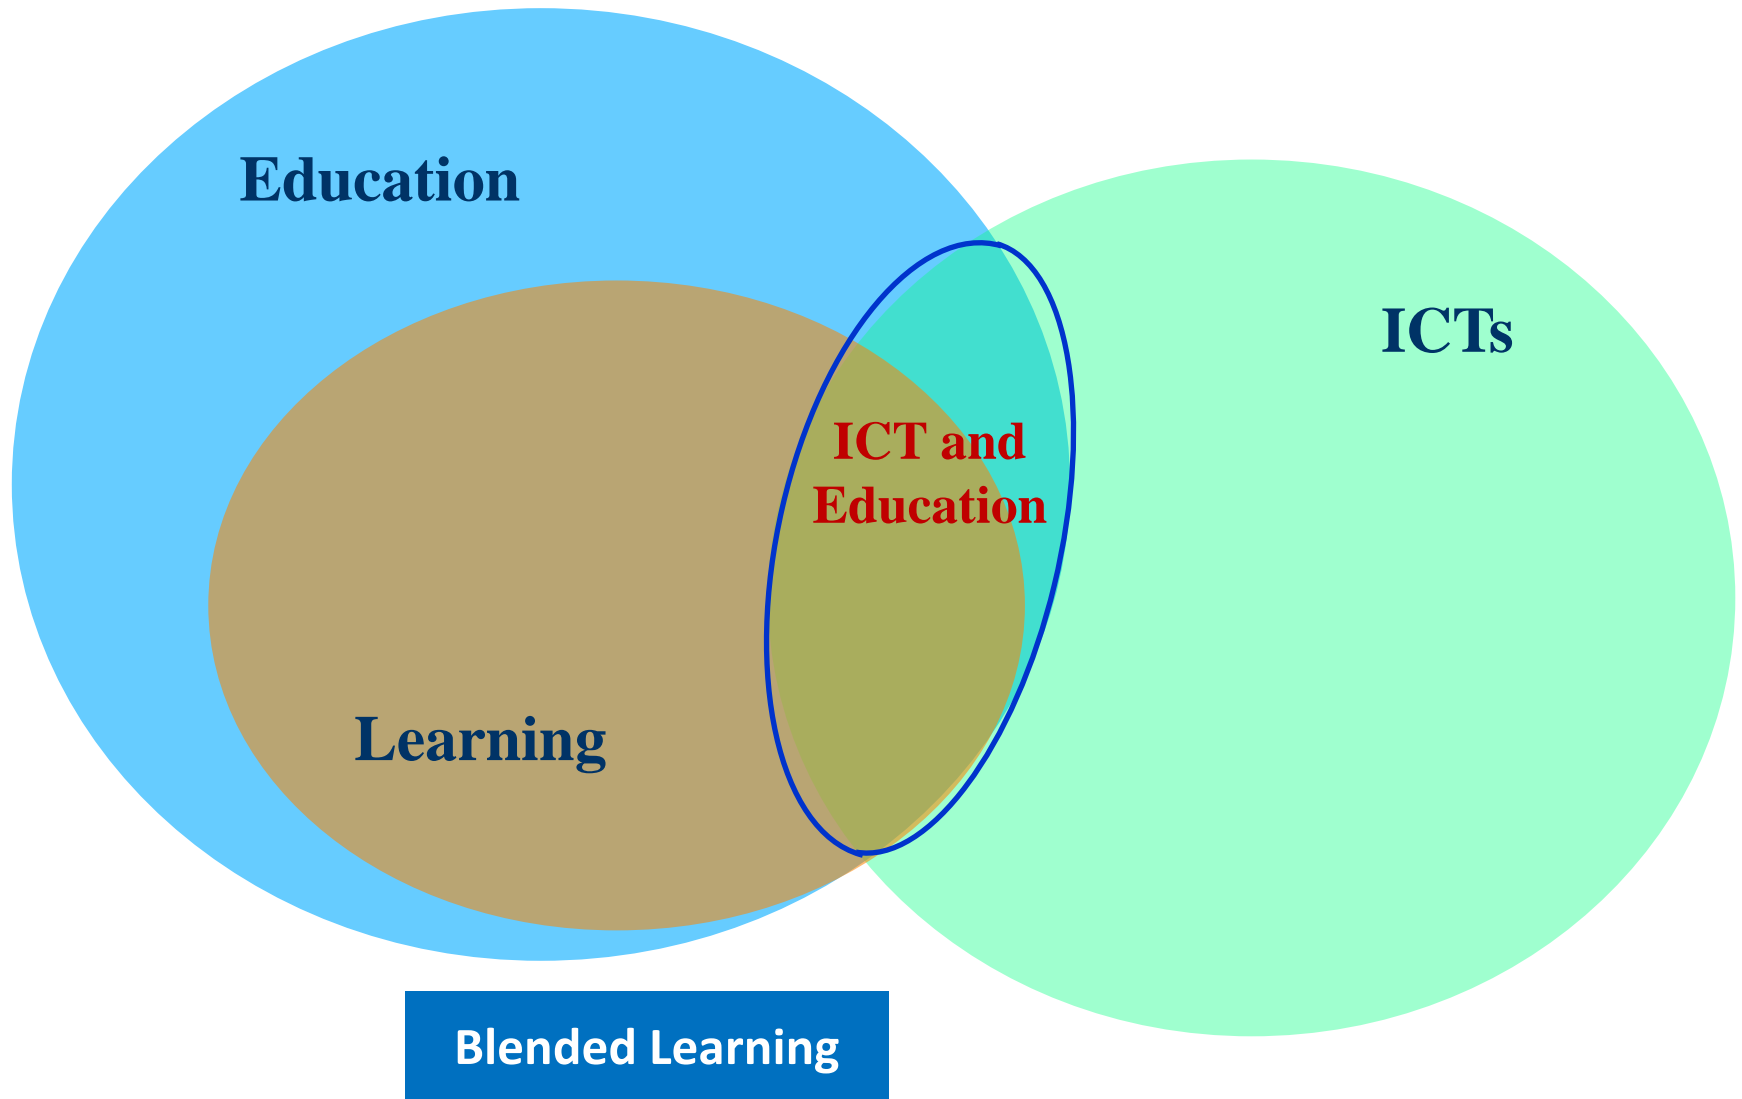 Education
ICTs
ICT and
Education
Learning
Blended Learning